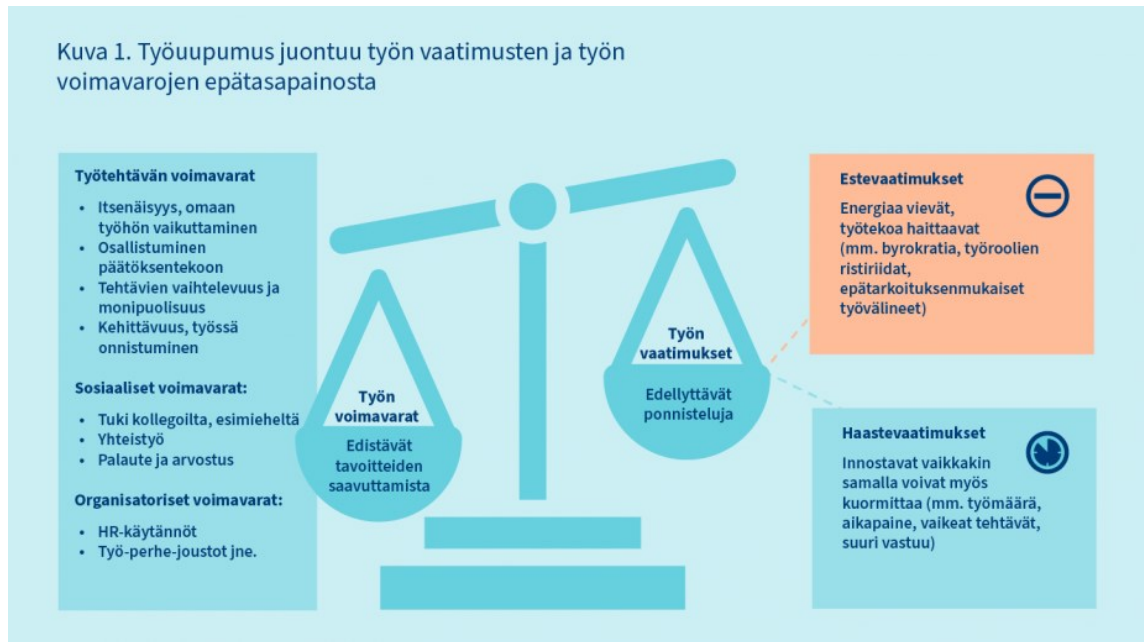 Kuva 1. Työuupumus juontuu työn vaatimusten ja työn
voimavarojen epätasapainosta
Työtehtävän voimavarat
• Itsenäisyys, omaan
työhön vaikuttaminen
• Osallistuminen
päätöksentekoon
• Tehtävien vaihtelevuus ja
monipuolisuus
• Kehittävuus, työssä
onnistuminen
Sosiaaliset voimavarat:
• Tuki kollegoilta, esimieheltä
• Yhteistyö
• Palaute ja arvostus
Organisatoriset voimavarat:
• HR-käytännöt
• Työ-perhe-joustot jne.
Työn
voimavarat
Edistävät
tavoitteiden
saavuttamista
Työn
vaatimukset
Edellyttävät
ponnisteluja
Estevaatimukset
Energiaa vievät,
työtekoa haittaavat
(mm. byrokratia, työroolien
ristiriidat,
epätarkoituksenmukaiset
työvälineet)
Haastevaatimukset
Innostavat vaikkakin
samalla voivat myös
kuormittaa (mm. työmäärä,
aikapaine, vaikeat tehtävät,
suuri vastuu)